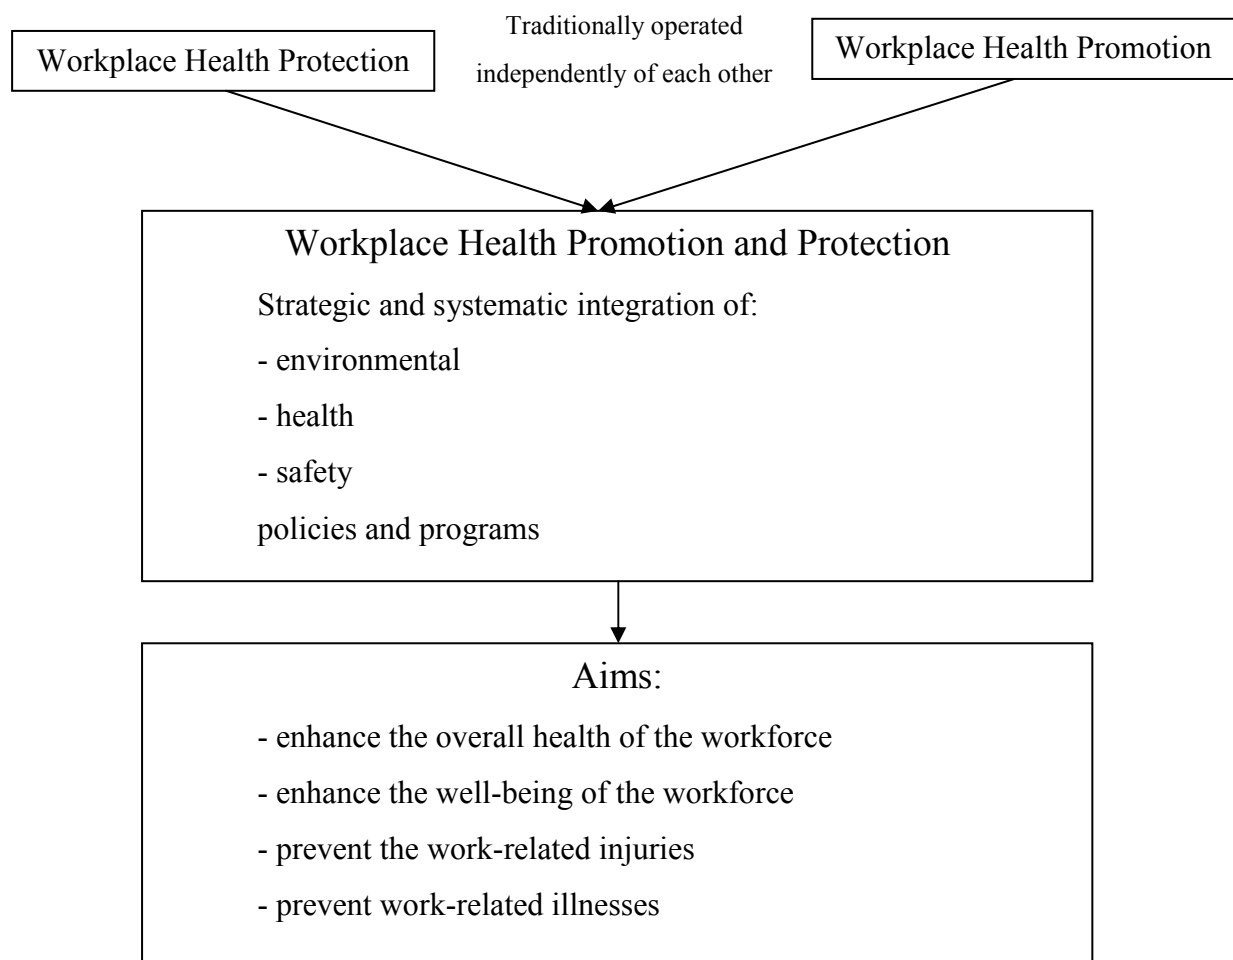 Workplace Health Protection
Traditionally operated
independently of each other
Workplace Health Promotion
Workplace Health Promotion and Protection
Strategic and systematic integration of:
- environmental
- health
- safety
policies and programs
Aims:
- enhance the overall health of the workforce
- enhance the well-being of the workforce
- prevent the work-related injuries
- prevent work-related illnesses